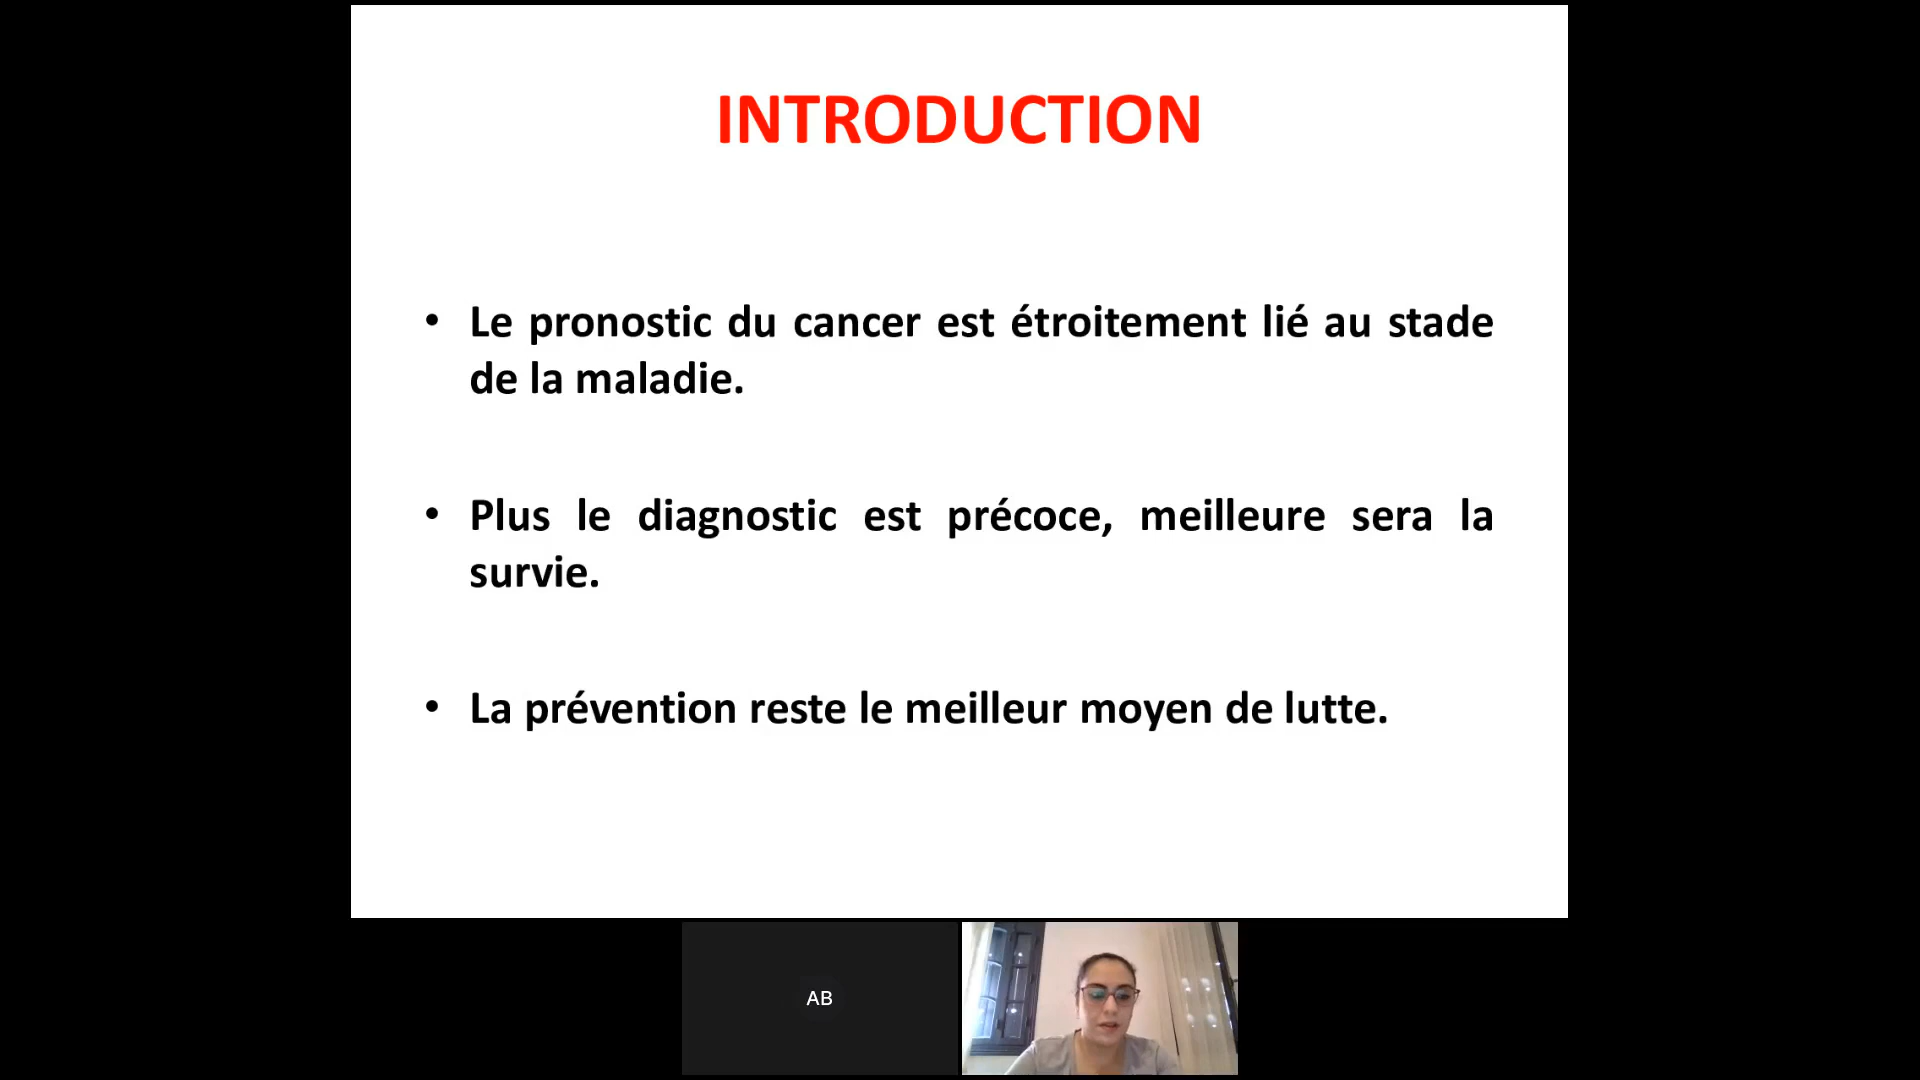 INTRODUCTION
• Le pronostic du cancer est étroitement lié au stade
de la maladie.
• Plus le diagnostic est précoce, meilleure sera la
survie.
• La prévention reste le meilleur moyen de lutte.
AB